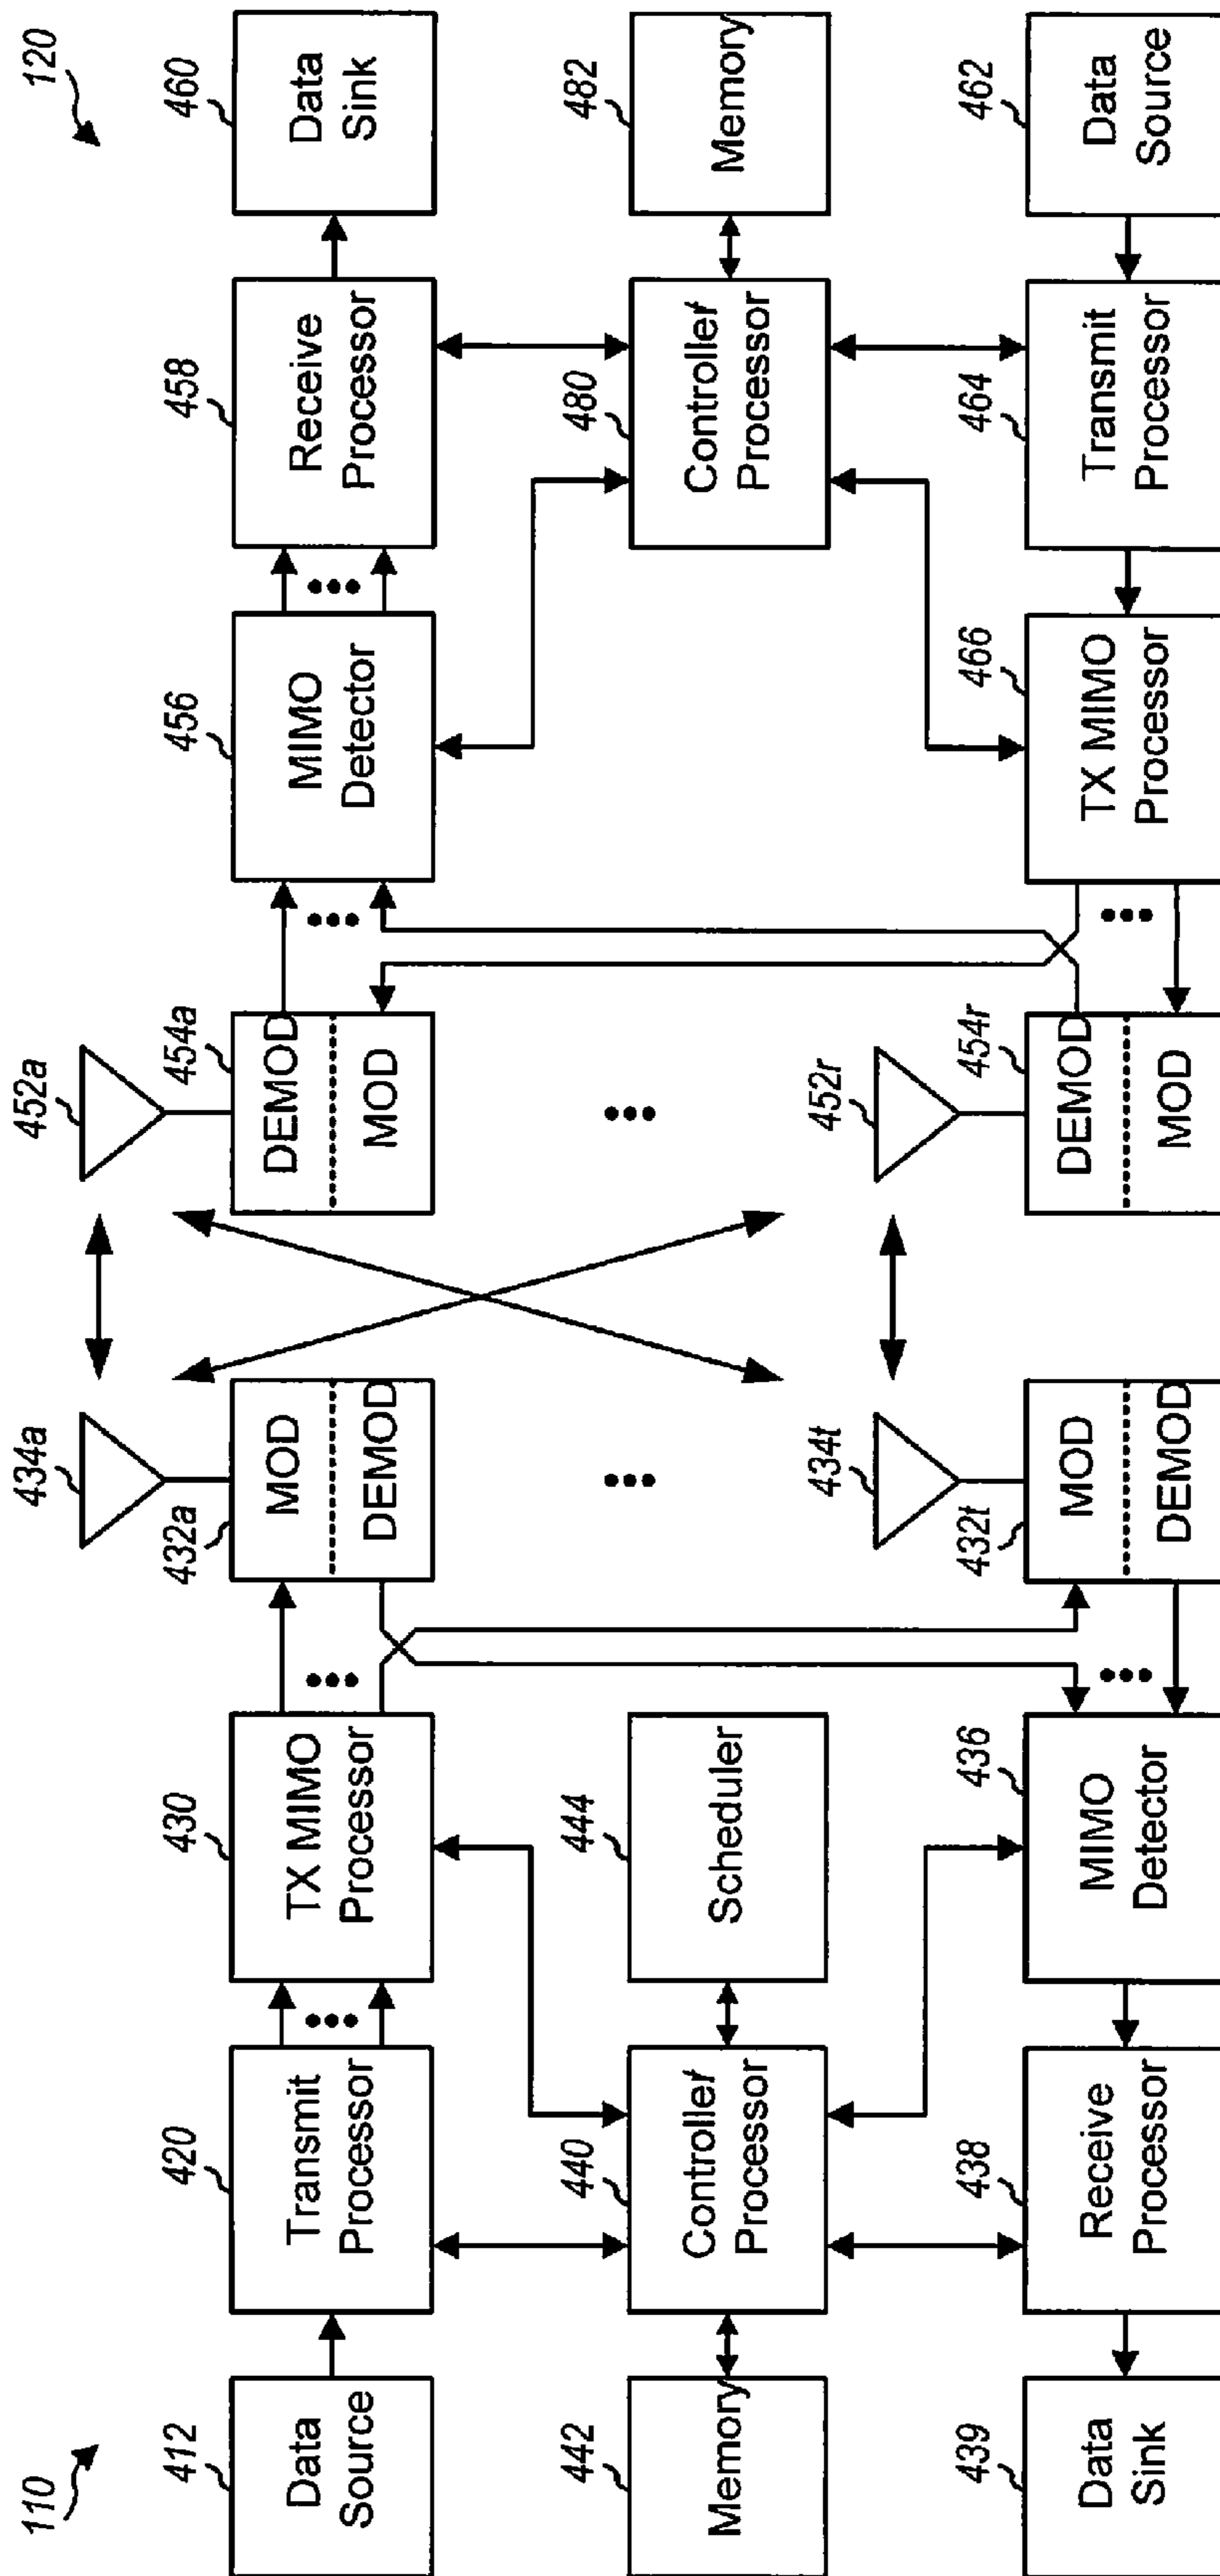 110
120
412
Data
Source
420
Transmit
Processor
430
TX MIMO
Processor
432a
MOD
DEMOD
434a
452a
454a
DEMOD
MOD
456
MIMO
Detector
458
Receive
Processor
460
Data
Sink
442
Memory
440
Controller/
Processor
444
Scheduler
480
Controller/
Processor
482
Memory
439
Data
Sink
438
Receive
Processor
436
MIMO
Detector
432t
MOD
DEMOD
434t
452r
454r
DEMOD
MOD
466
TX MIMO
Processor
464
Transmit
Processor
462
Data
Source